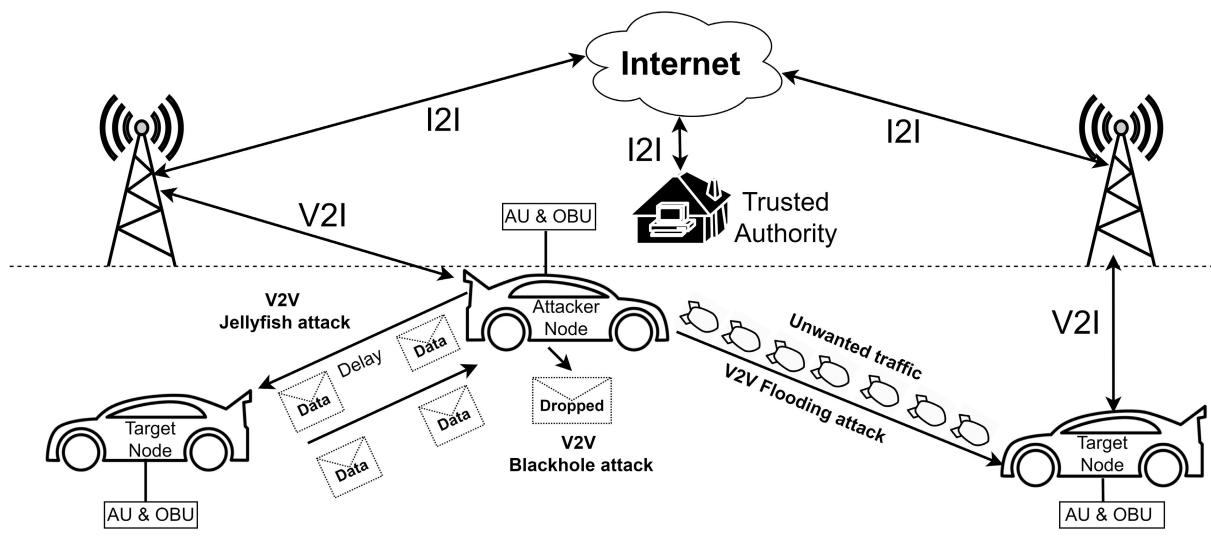 Internet
I2I
I2I
I2I
V2I
AU & OBU
Trusted
Authority
V2V
Jellyfish attack
Attacker
Node
Unwanted traffic
V2I
Delay
Data
Data
V2V Flooding attack
Data
Data
Dropped
V2V
Blackhole attack
Target
Node
Target
Node
AU & OBU
AU & OBU